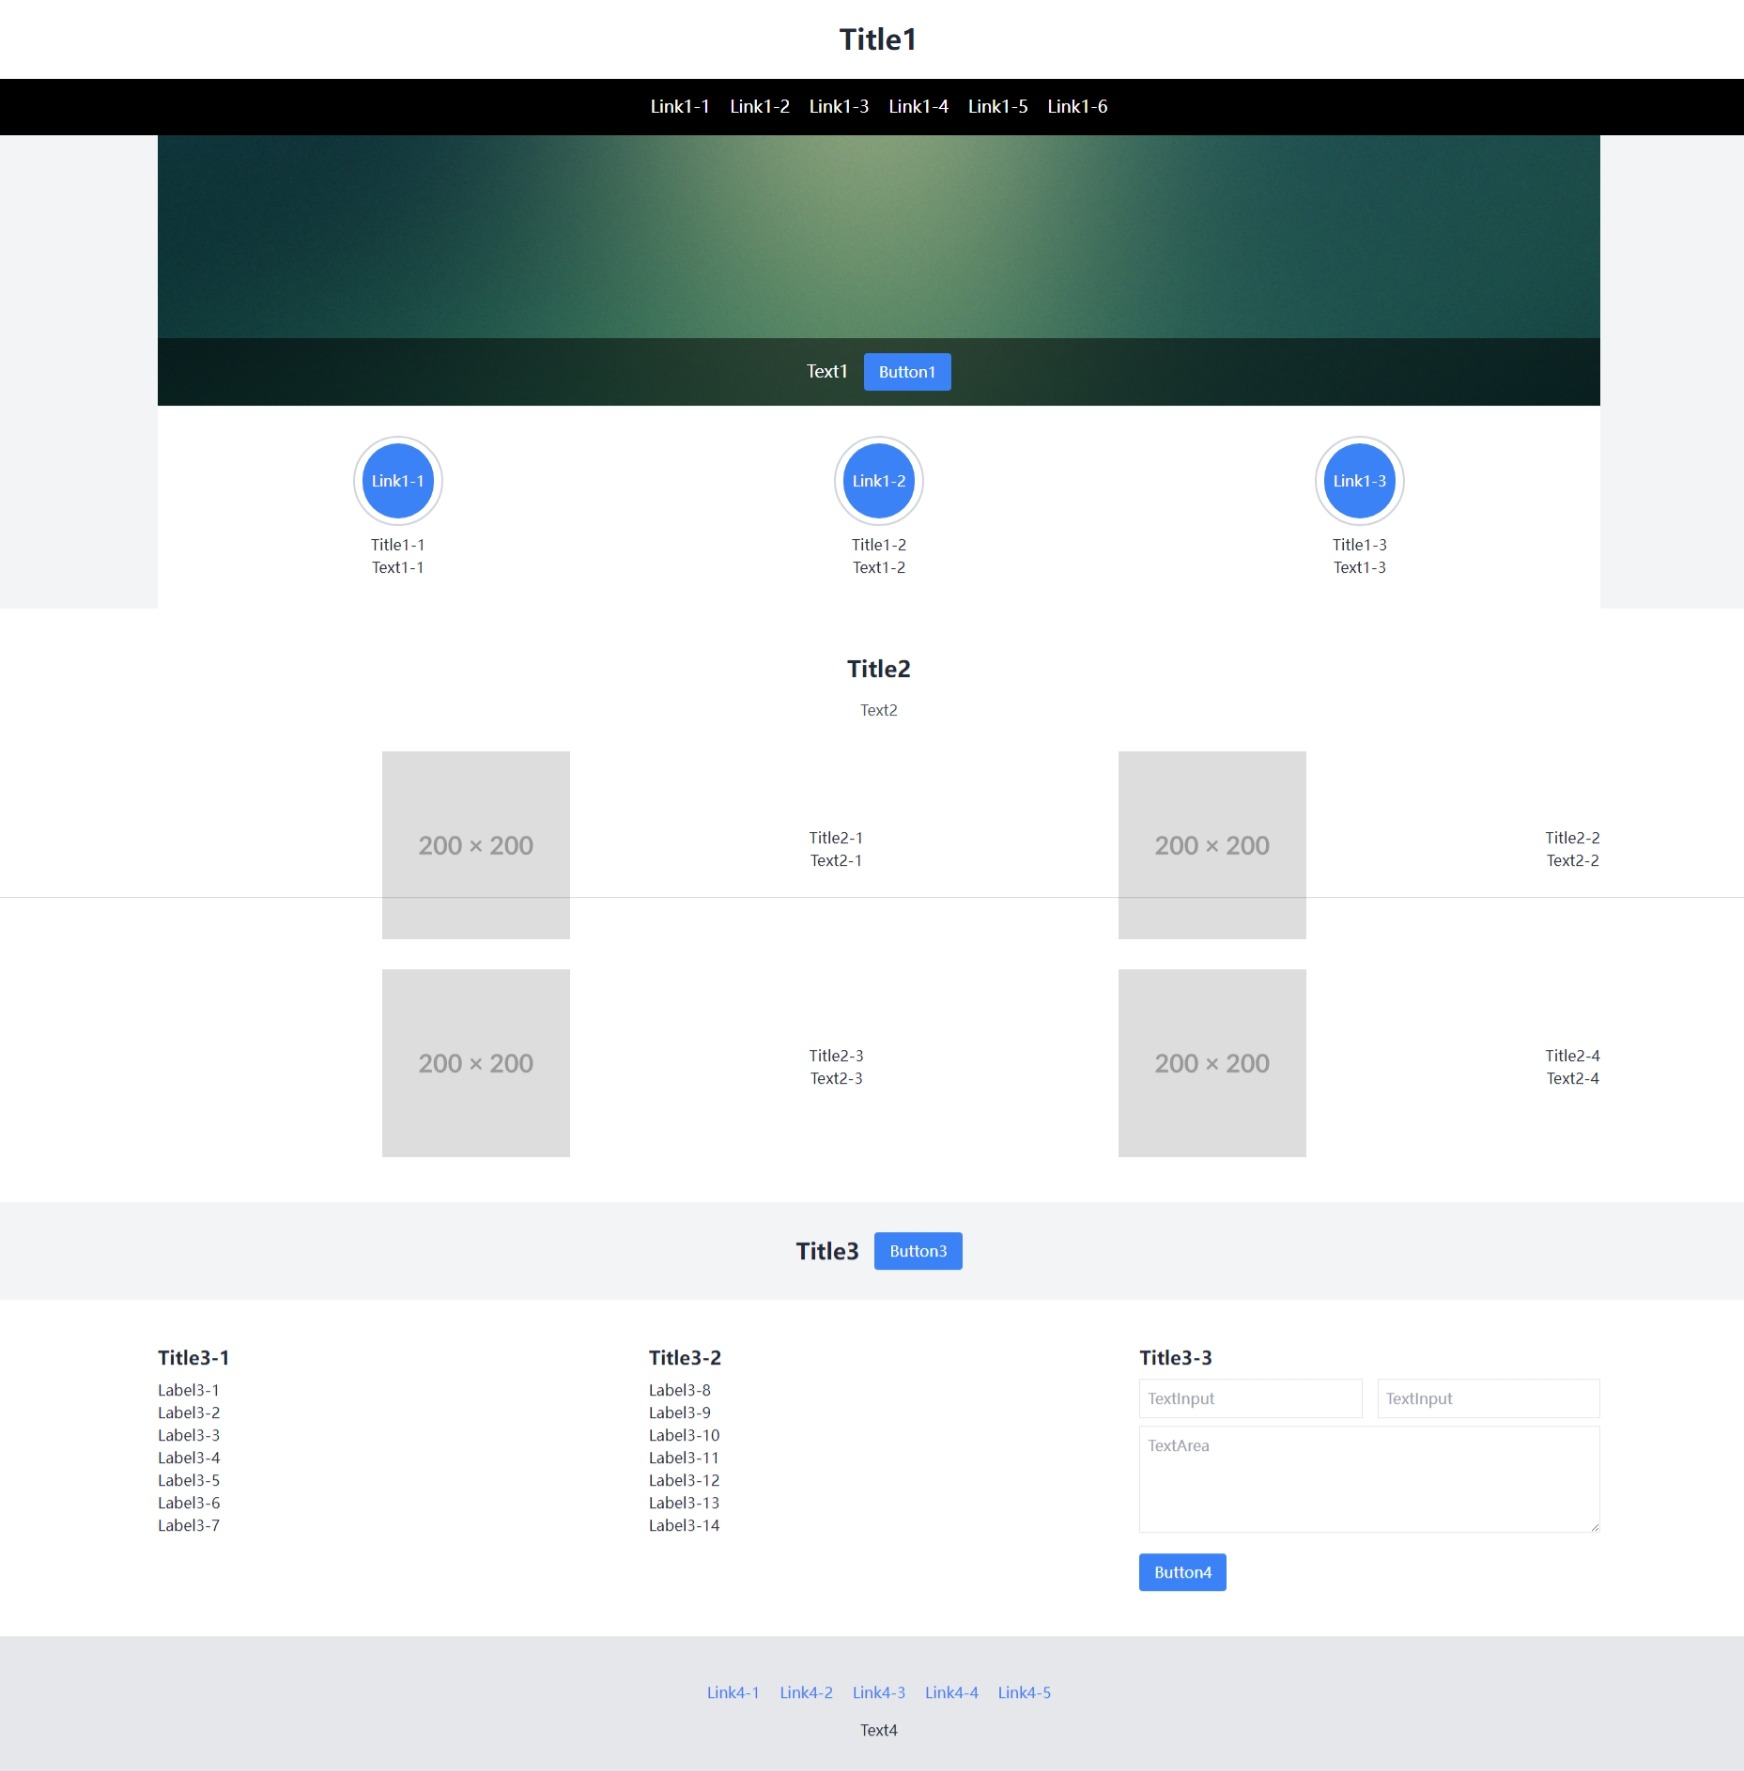 Title1
Link1-1 Link1-2 Link1-3 Link1-4 Link1-5 Link1-6
Text1 Button1
Link1-1 Link1-2 Link1-3
Title1-1 Title1-2 Title1-3
Text1-1 Text1-2 Text1-3
Title2
Text2
200 × 200
Title2-1
Text2-1
200 × 200
Title2-2
Text2-2
200 × 200
Title2-3
Text2-3
200 × 200
Title2-4
Text2-4
Title3 Button3
Title3-1
Label3-1
Label3-2
Label3-3
Label3-4
Label3-5
Label3-6
Label3-7
Title3-2
Label3-8
Label3-9
Label3-10
Label3-11
Label3-12
Label3-13
Label3-14
Title3-3
TextInput TextInput
TextArea
Button4
Link4-1 Link4-2 Link4-3 Link4-4 Link4-5
Text4